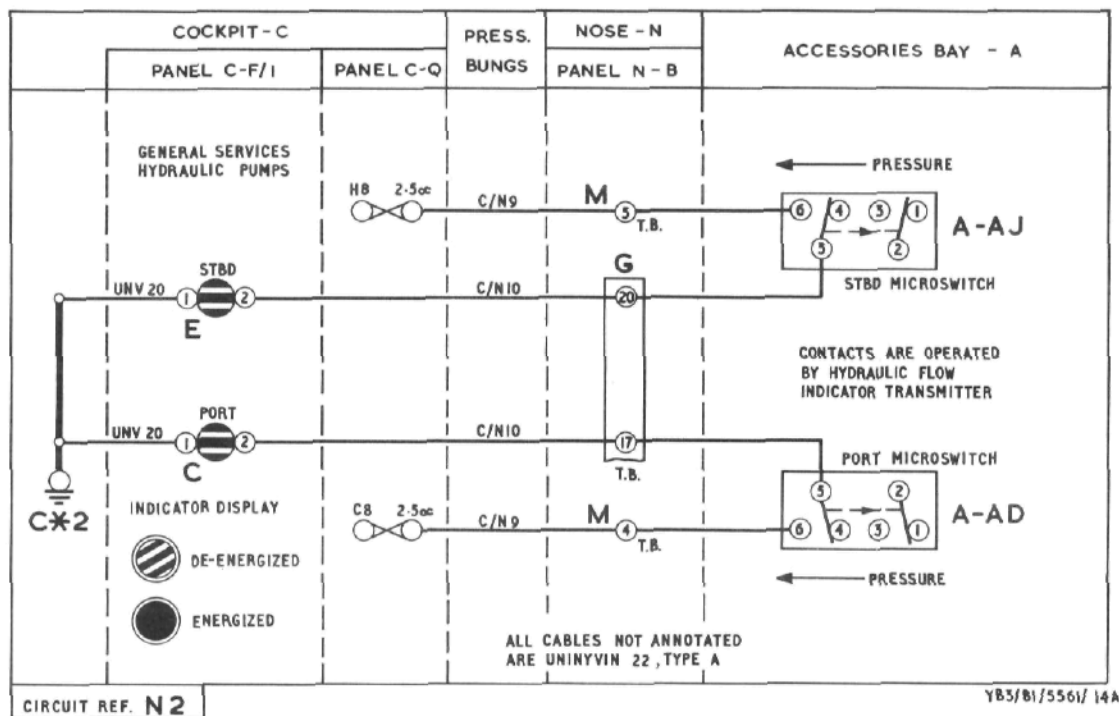 COCKPIT-C
PRESS.
BUNGS
NOSE-N
ACCESSORIES BAY - A
PANEL C-F/1
PANEL C-Q
PANEL N-B
GENERAL SERVICES
HYDRAULIC PUMPS
PRESSURE
H8 2·5∝
C/N9
M
5
T.B.
6 4 3 1
5 2
A-AJ
STBD MICROSWITCH
STBD
UNV 20
1 2
E
C/N10
G
20
CONTACTS ARE OPERATED
BY HYDRAULIC FLOW
INDICATOR TRANSMITTER
PORT
UNV 20
1 2
C
C/N10
17
T.B.
PORT MICROSWITCH
5 2
6 4 3 1
A-AD
C*2
INDICATOR DISPLAY
C8 2·5∝
C/N9
M
4
T.B.
DE-ENERGIZED
PRESSURE
ENERGIZED
ALL CABLES NOT ANNOTATED
ARE UNINYVIN 22, TYPE A
CIRCUIT REF. N2
YB3/B1/5561/14A